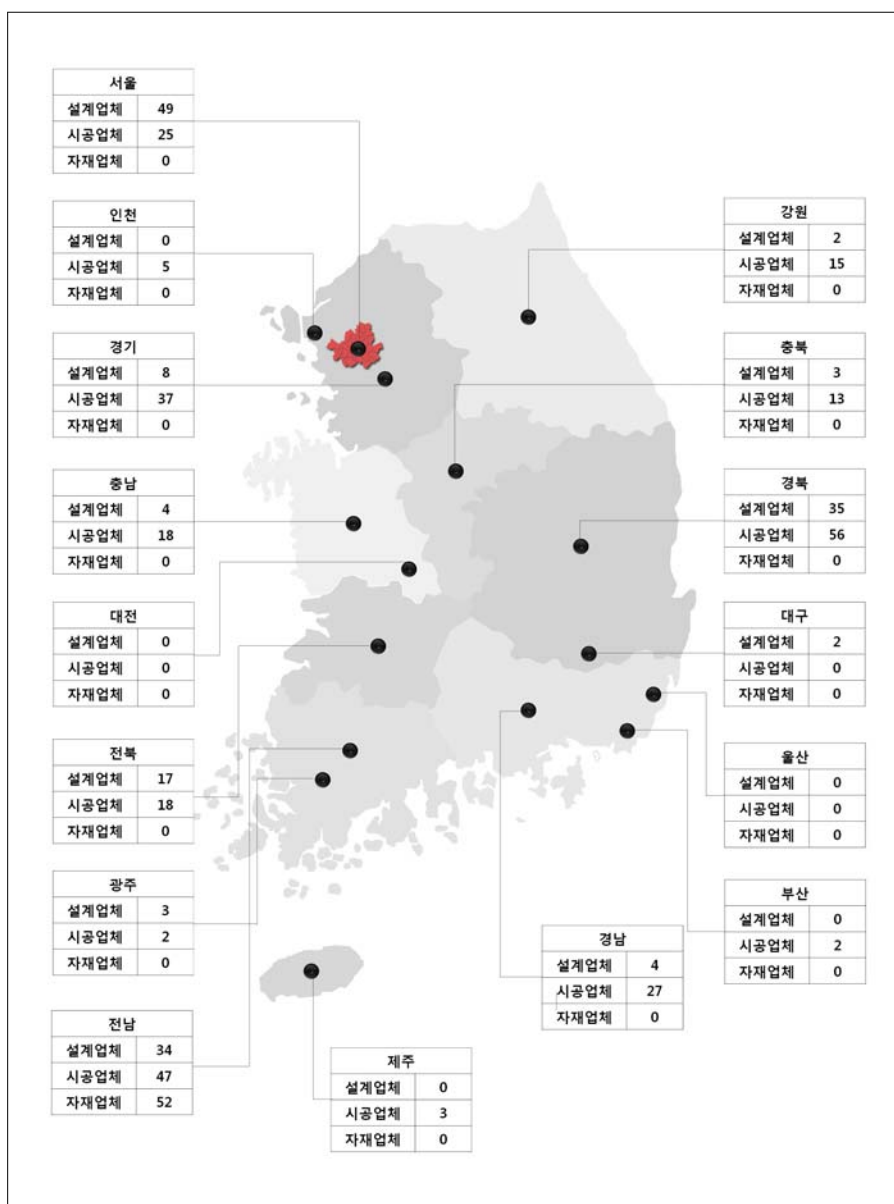 서울
설계업체 49
시공업체 25
자재업체 0
인천
설계업체 0
시공업체 5
자재업체 0
경기
설계업체 8
시공업체 37
자재업체 0
충남
설계업체 4
시공업체 18
자재업체 0
대전
설계업체 0
시공업체 0
자재업체 0
전북
설계업체 17
시공업체 18
자재업체 0
광주
설계업체 3
시공업체 2
자재업체 0
전남
설계업체 34
시공업체 47
자재업체 52
제주
설계업체 0
시공업체 3
자재업체 0
강원
설계업체 2
시공업체 15
자재업체 0
충북
설계업체 3
시공업체 13
자재업체 0
경북
설계업체 35
시공업체 56
자재업체 0
대구
설계업체 2
시공업체 0
자재업체 0
울산
설계업체 0
시공업체 0
자재업체 0
부산
설계업체 0
시공업체 2
자재업체 0
경남
설계업체 4
시공업체 27
자재업체 0